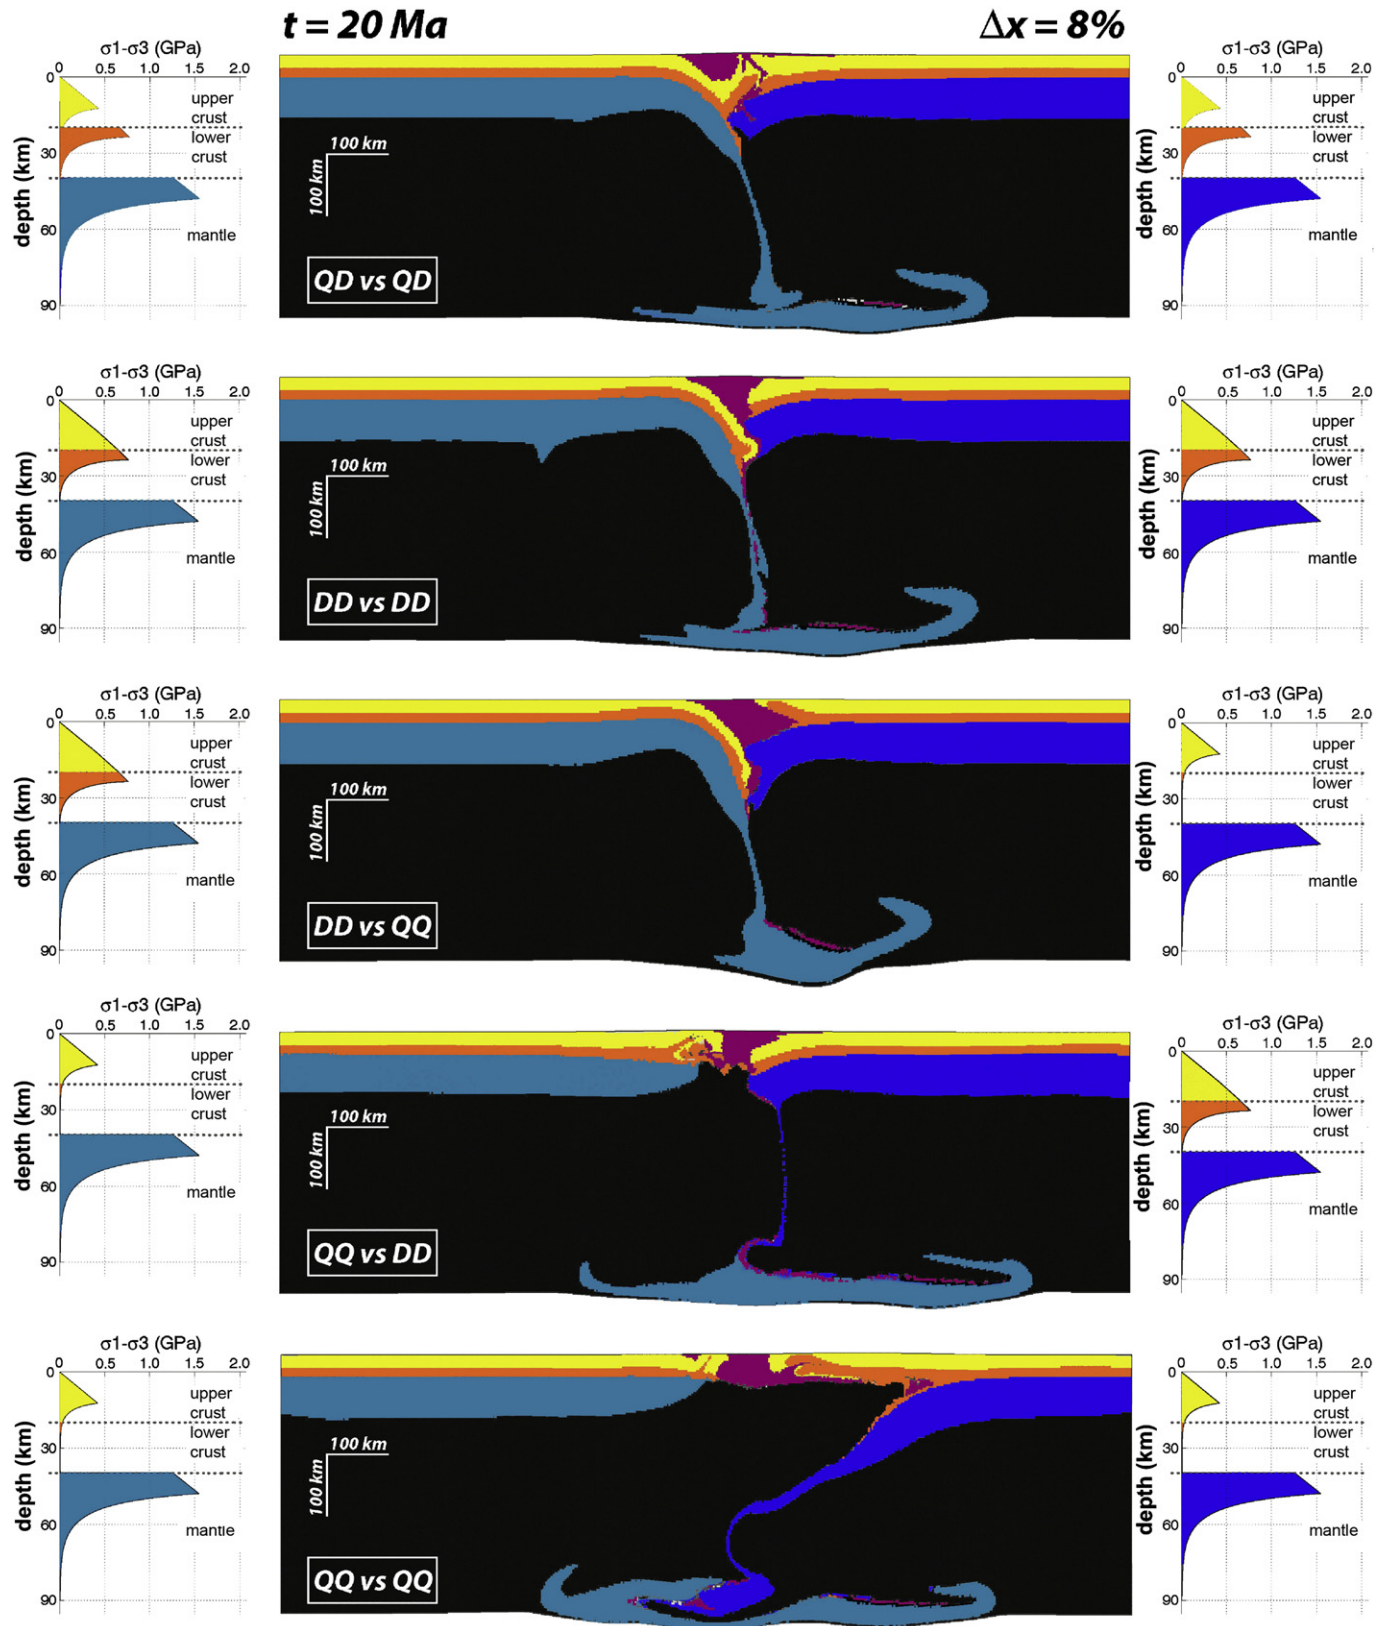 t = 20 Ma
Δx = 8%
σ1-σ3 (GPa)
0 0.5 1.0 1.5 2.0
0
30
60
90
depth (km)
upper
crust
lower
crust
mantle
100 km
100 km
QD vs QD
σ1-σ3 (GPa)
0 0.5 1.0 1.5 2.0
0
30
60
90
depth (km)
upper
crust
lower
crust
mantle
σ1-σ3 (GPa)
0 0.5 1.0 1.5 2.0
0
30
60
90
depth (km)
upper
crust
lower
crust
mantle
100 km
100 km
DD vs DD
σ1-σ3 (GPa)
0 0.5 1.0 1.5 2.0
0
30
60
90
depth (km)
upper
crust
lower
crust
mantle
σ1-σ3 (GPa)
0 0.5 1.0 1.5 2.0
0
30
60
90
depth (km)
upper
crust
lower
crust
mantle
100 km
100 km
DD vs QQ
σ1-σ3 (GPa)
0 0.5 1.0 1.5 2.0
0
30
60
90
depth (km)
upper
crust
lower
crust
mantle
σ1-σ3 (GPa)
0 0.5 1.0 1.5 2.0
0
30
60
90
depth (km)
upper
crust
lower
crust
mantle
100 km
100 km
QQ vs DD
σ1-σ3 (GPa)
0 0.5 1.0 1.5 2.0
0
30
60
90
depth (km)
upper
crust
lower
crust
mantle
σ1-σ3 (GPa)
0 0.5 1.0 1.5 2.0
0
30
60
90
depth (km)
upper
crust
lower
crust
mantle
100 km
100 km
QQ vs QQ
σ1-σ3 (GPa)
0 0.5 1.0 1.5 2.0
0
30
60
90
depth (km)
upper
crust
lower
crust
mantle